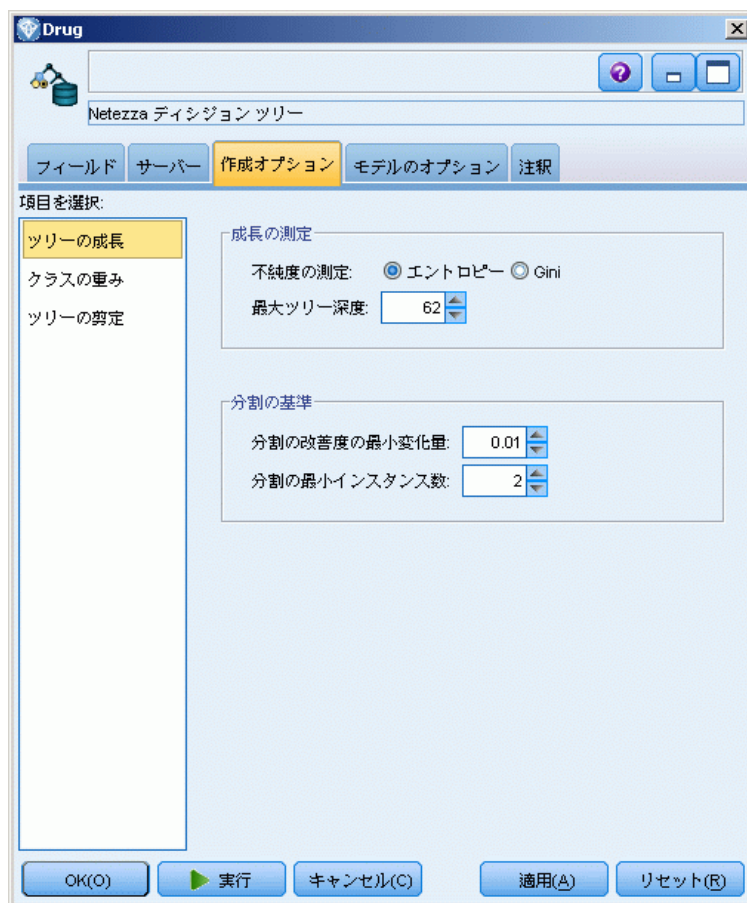 Drug
Netezza ディシジョン ツリー
フィールド サーバー 作成オプション モデルのオプション 注釈
項目を選択:
ツリーの成長
クラスの重み
ツリーの剪定
成長の測定
不純度の測定: エントロピー Gini
最大ツリー深度: 62
分割の基準
分割の改善度の最小変化量: 0.01
分割の最小インスタンス数: 2
OK(O) 実行 キャンセル(C) 適用(A) リセット(R)